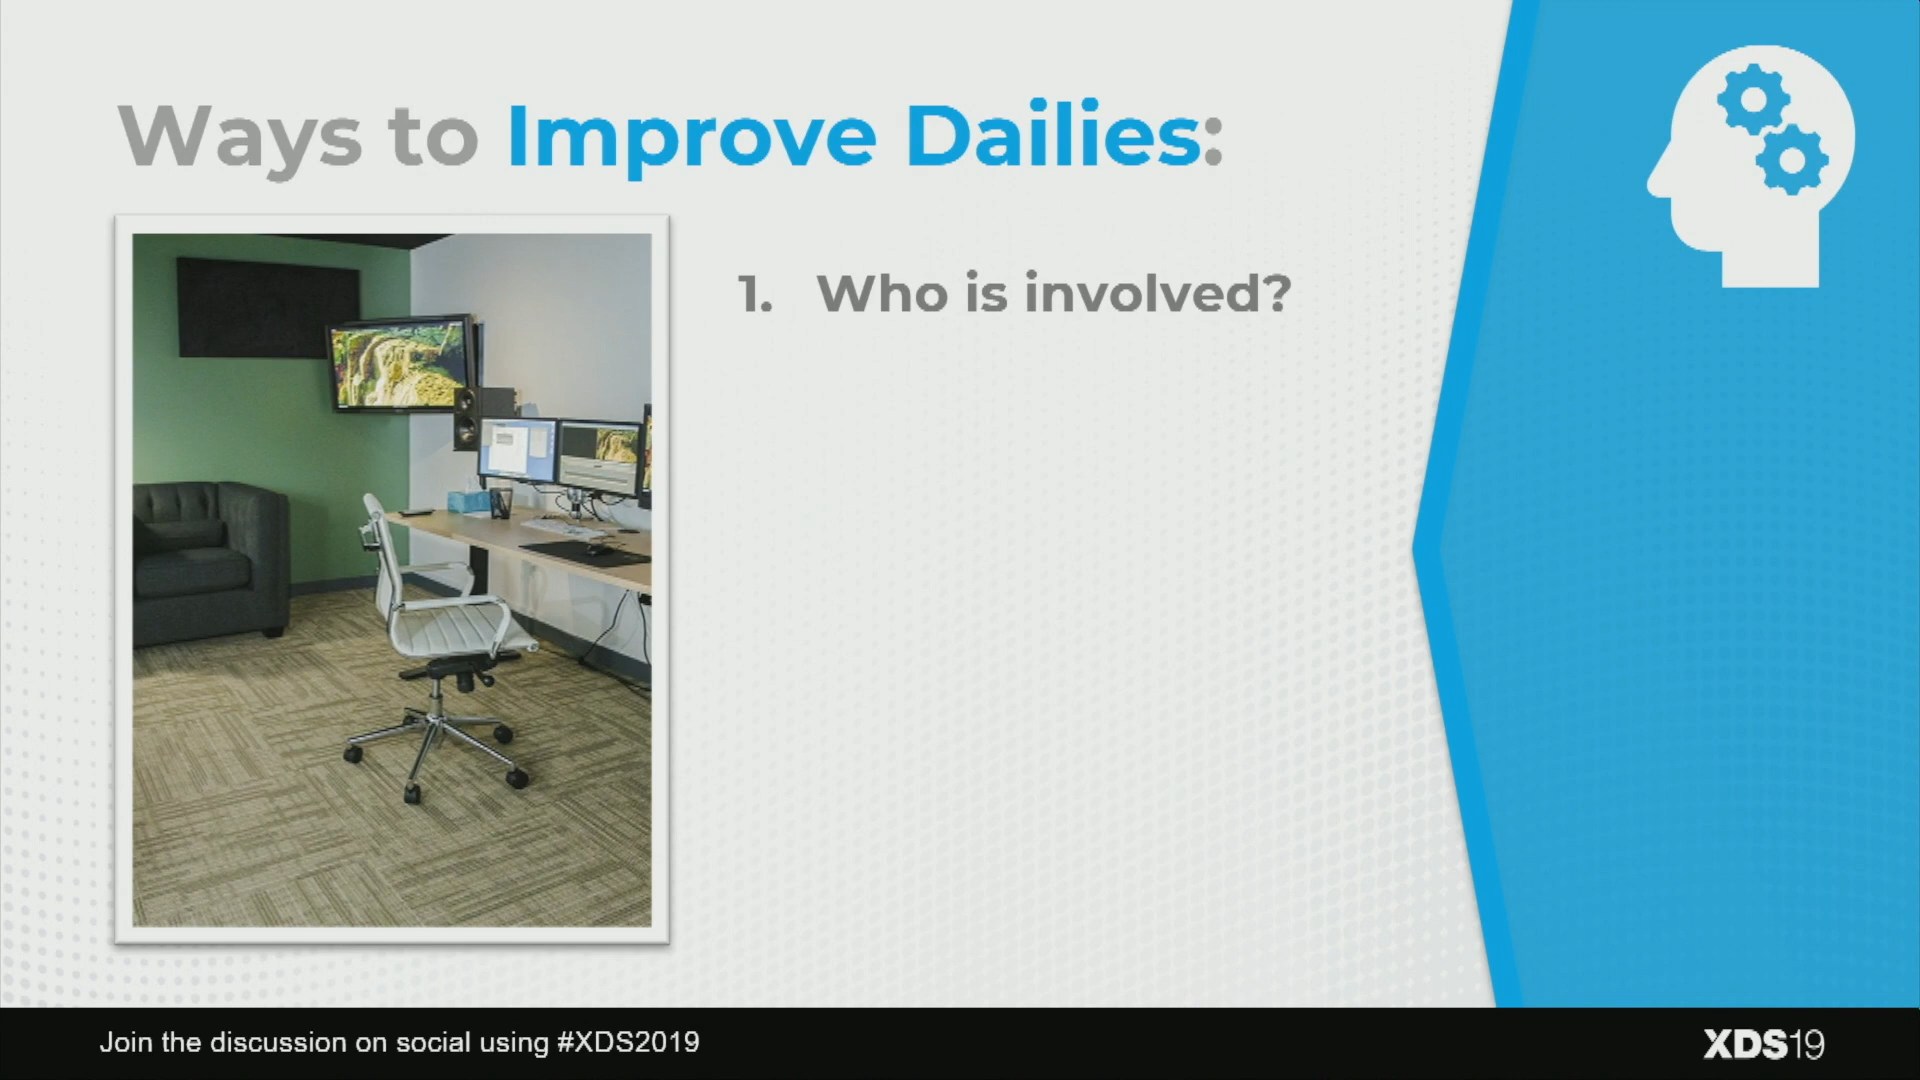 Ways to Improve Dailies:
1. Who is involved?
Join the discussion on social using #XDS2019
XDS19